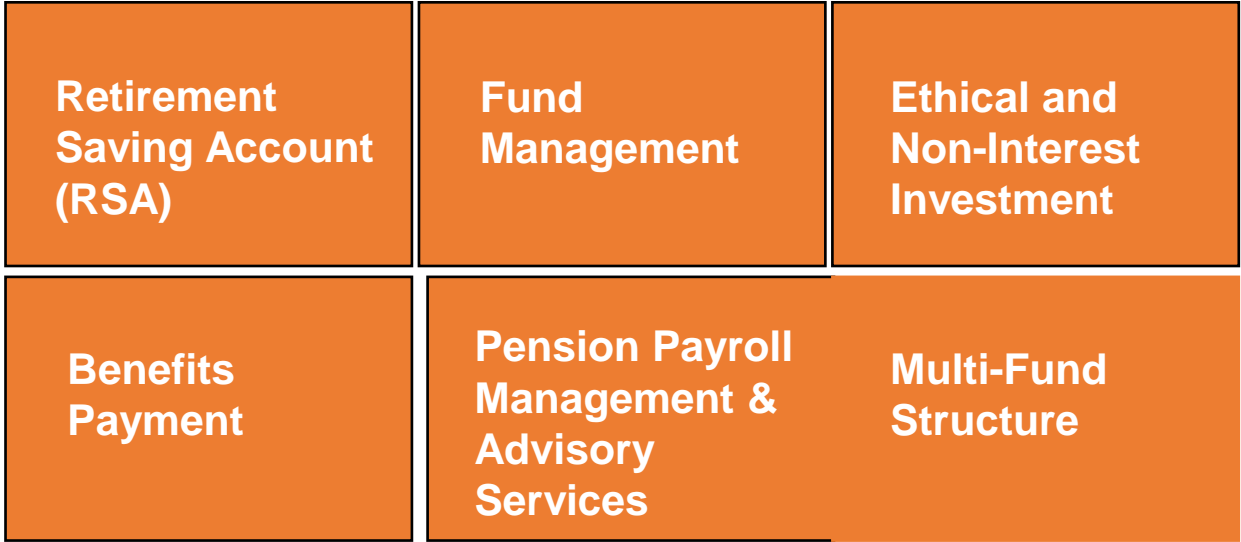 Retirement
Saving Account
(RSA)
Fund
Management
Ethical and
Non-Interest
Investment
Benefits
Payment
Pension Payroll
Management &
Advisory
Services
Multi-Fund
Structure